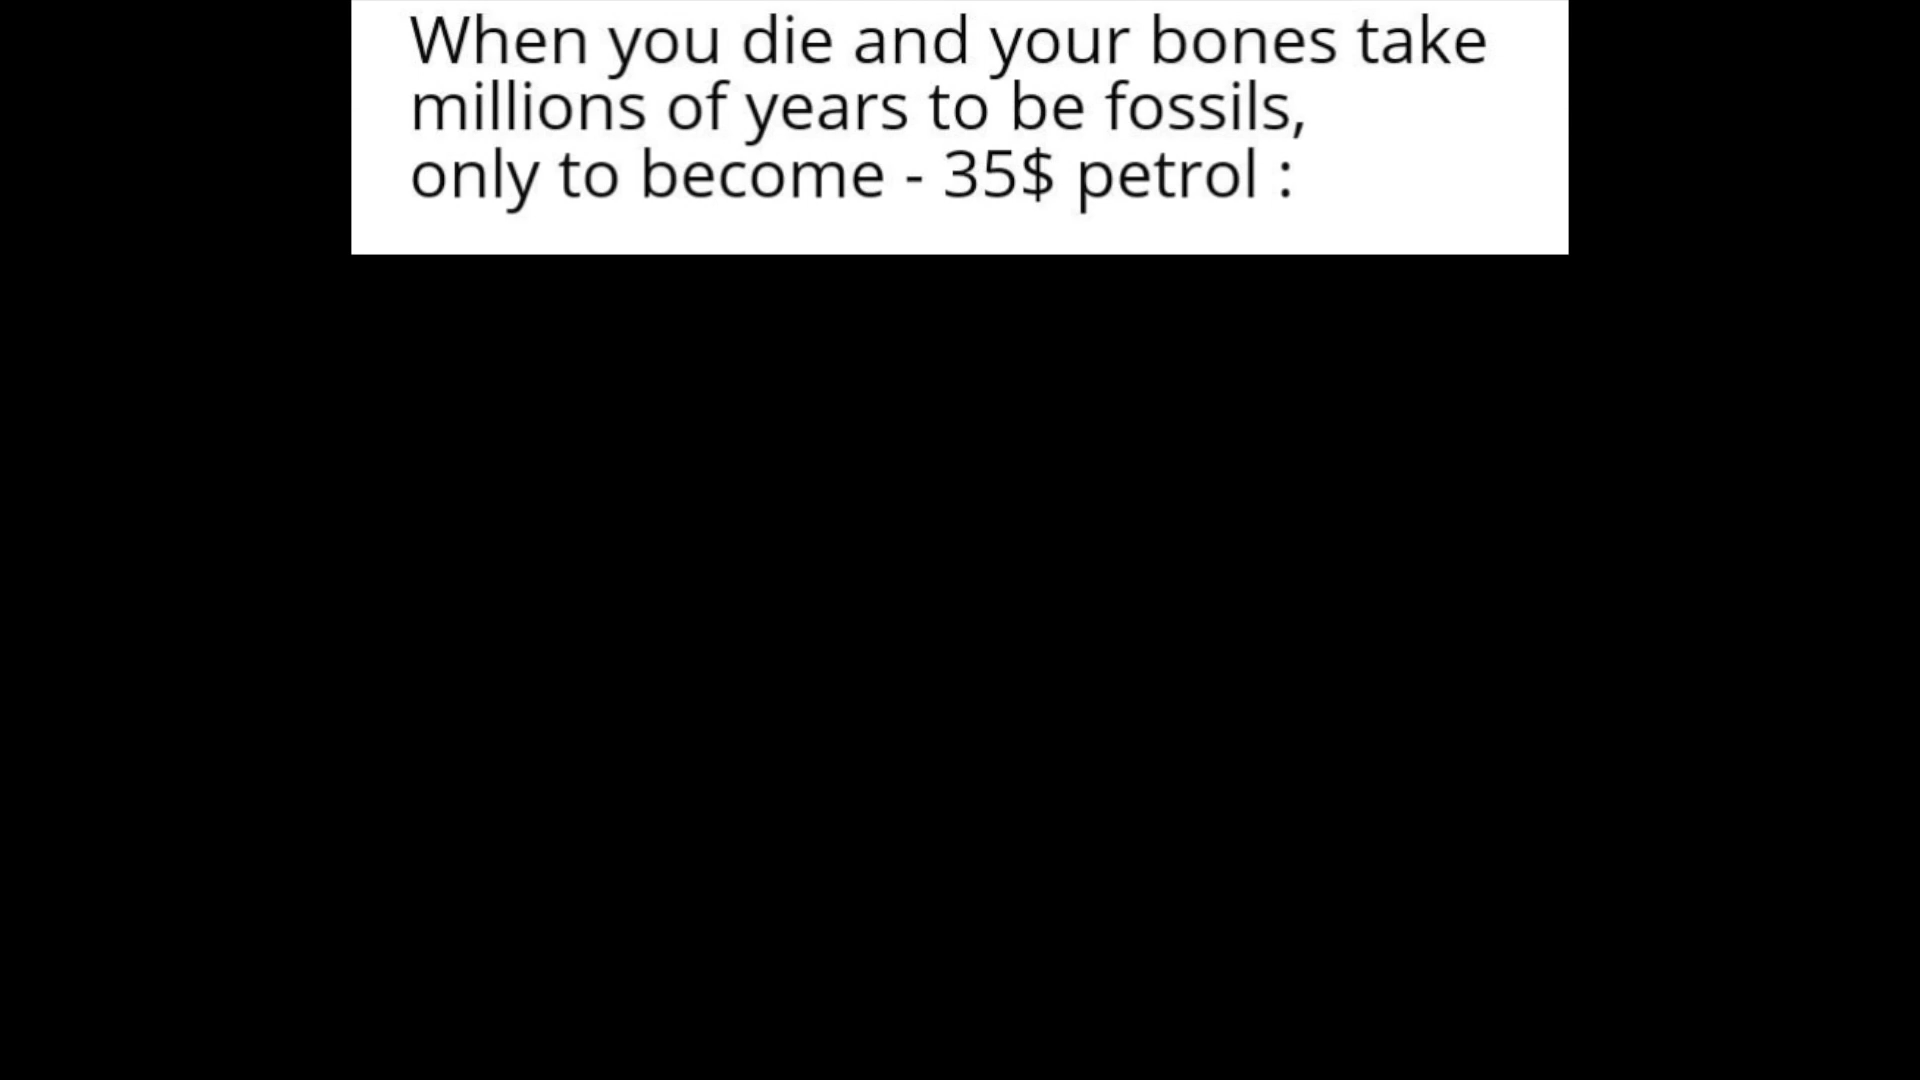 When you die and your bones take
millions of years to be fossils,
only to become - 35$ petrol :